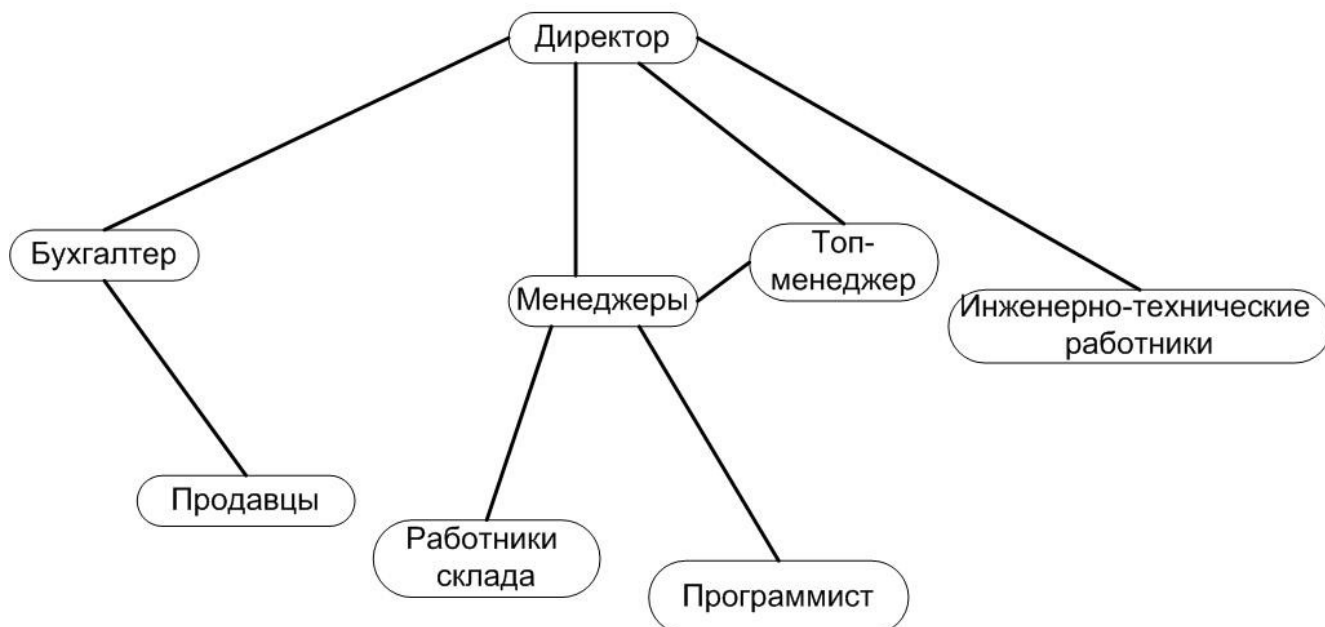 Директор
Бухгалтер
Топ-
менеджер
Менеджеры
Инженерно-технические
работники
Продавцы
Работники
склада
Программист